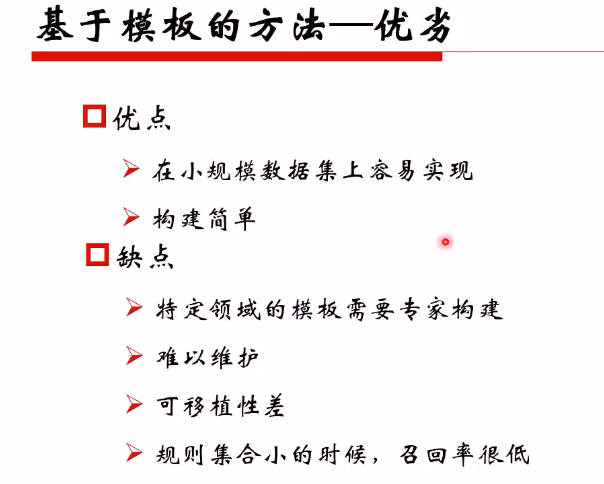 基于模板的方法—优劣
优点
在小规模数据集上容易实现
构建简单
缺点
特定领域的模板需要专家构建
难以维护
可移植性差
规则集合小的时候，召回率很低